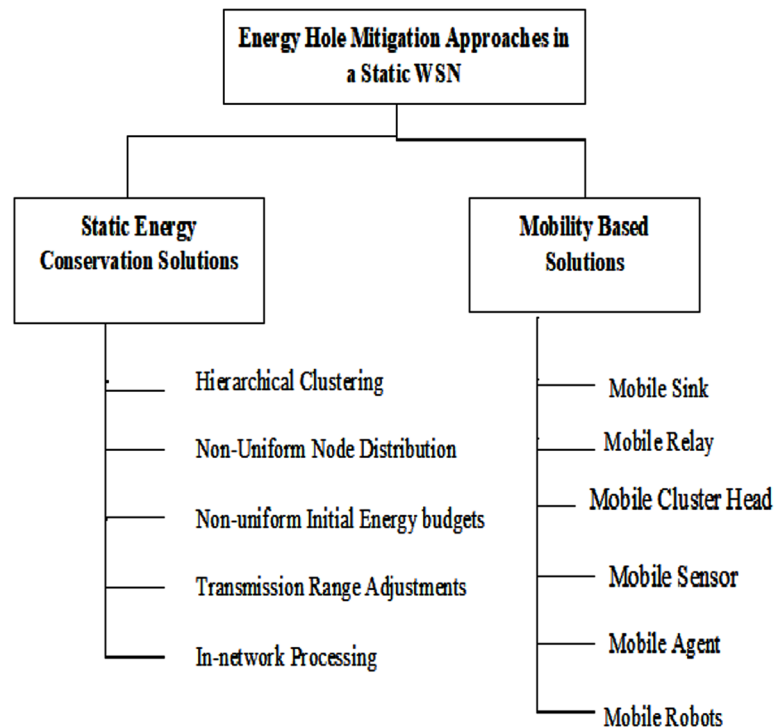 Energy Hole Mitigation Approaches in
a Static WSN
Static Energy
Conservation Solutions
Hierarchical Clustering
Non-Uniform Node Distribution
Non-uniform Initial Energy budgets
Transmission Range Adjustments
In-network Processing
Mobility Based
Solutions
Mobile Sink
Mobile Relay
Mobile Cluster Head
Mobile Sensor
Mobile Agent
Mobile Robots